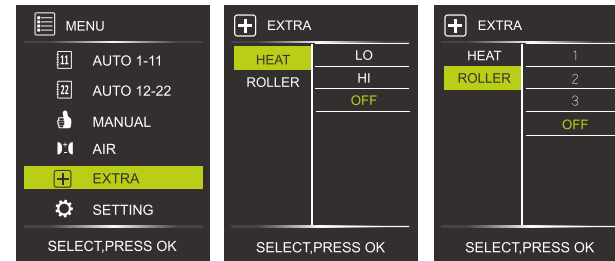 MENU
11 AUTO 1-11
22 AUTO 12-22
MANUAL
AIR
EXTRA
SETTING
SELECT,PRESS OK
EXTRA
HEAT LO
ROLLER HI
OFF
SELECT,PRESS OK
EXTRA
HEAT 1
ROLLER 2
3
OFF
SELECT,PRESS OK